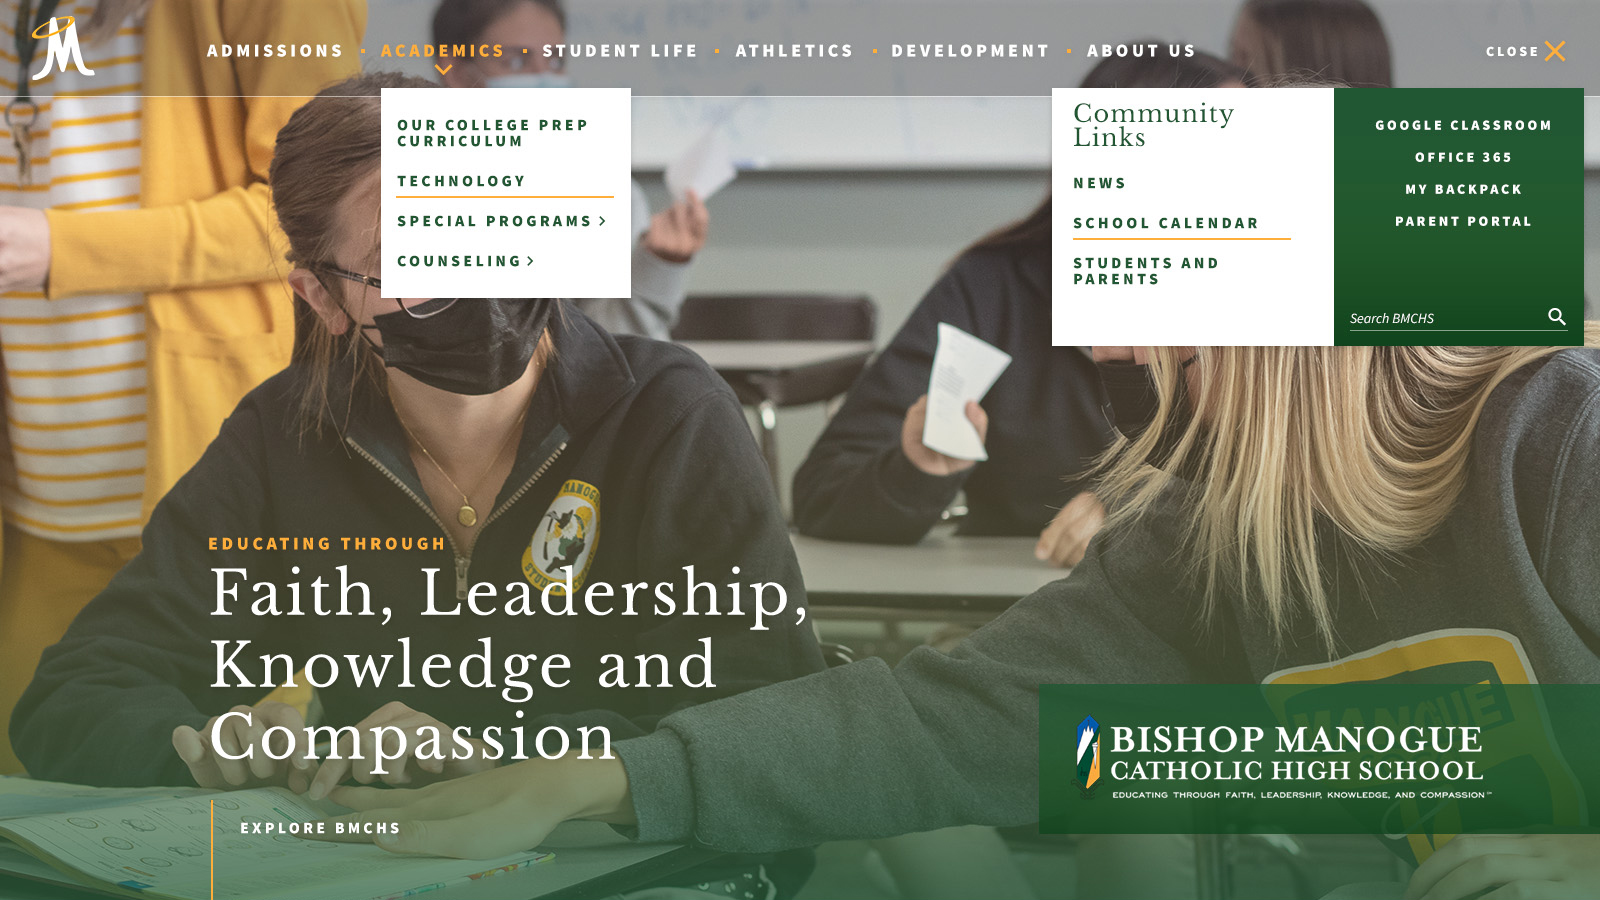 ADMISSIONS
ACADEMICS
STUDENT LIFE
ATHLETICS
DEVELOPMENT
ABOUT US
CLOSE
OUR COLLEGE PREP
CURRICULUM
TECHNOLOGY
SPECIAL PROGRAMS
COUNSELING
Community
Links
NEWS
SCHOOL CALENDAR
STUDENTS AND
PARENTS
GOOGLE CLASSROOM
OFFICE 365
MY BACKPACK
PARENT PORTAL
Search BMCHS
EDUCATING THROUGH
Faith, Leadership,
Knowledge and
Compassion
EXPLORE BMCHS
MANOGUE
BISHOP MANOGUE
CATHOLIC HIGH SCHOOL
EDUCATING THROUGH FAITH, LEADERSHIP, KNOWLEDGE, AND COMPASSION℠